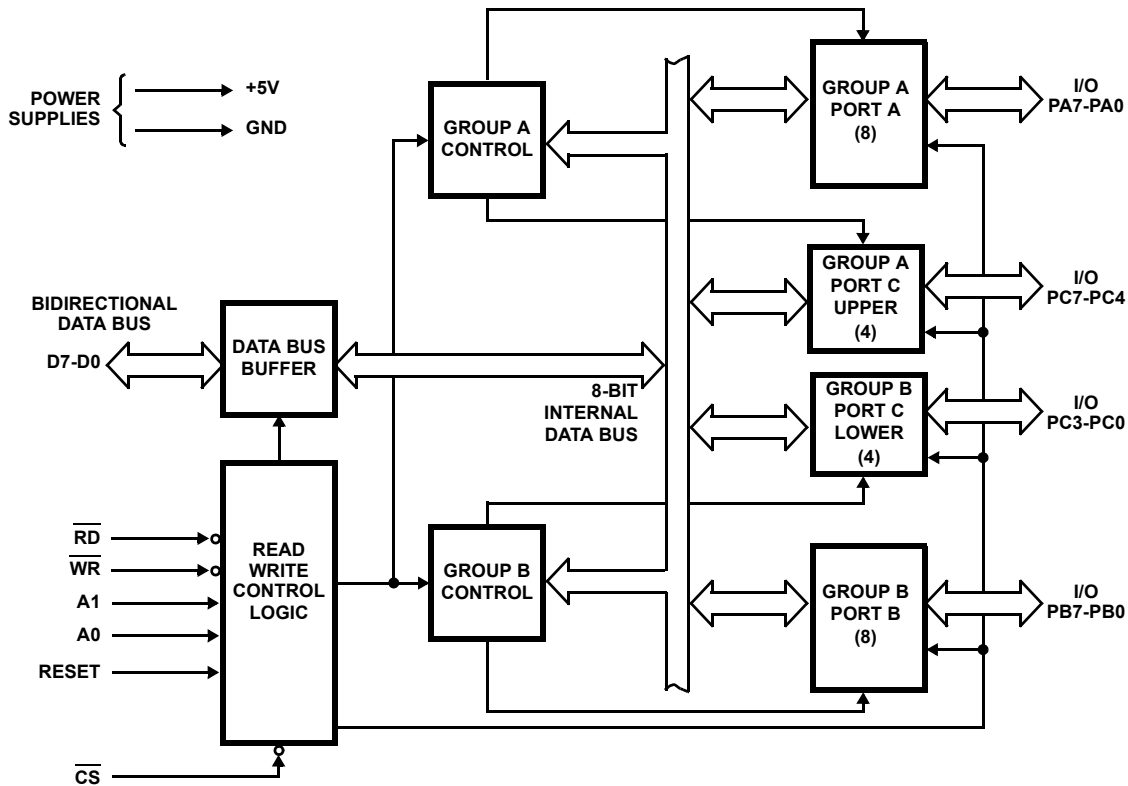 POWER
SUPPLIES
+5V
GND
GROUP A
CONTROL
GROUP A
PORT A
(8)
I/O
PA7-PA0
GROUP A
PORT C
UPPER
(4)
I/O
PC7-PC4
BIDIRECTIONAL
DATA BUS
D7-D0
DATA BUS
BUFFER
8-BIT
INTERNAL
DATA BUS
GROUP B
PORT C
LOWER
(4)
I/O
PC3-PC0
RD
WR
A1
A0
RESET
CS
READ
WRITE
CONTROL
LOGIC
GROUP B
CONTROL
GROUP B
PORT B
(8)
I/O
PB7-PB0